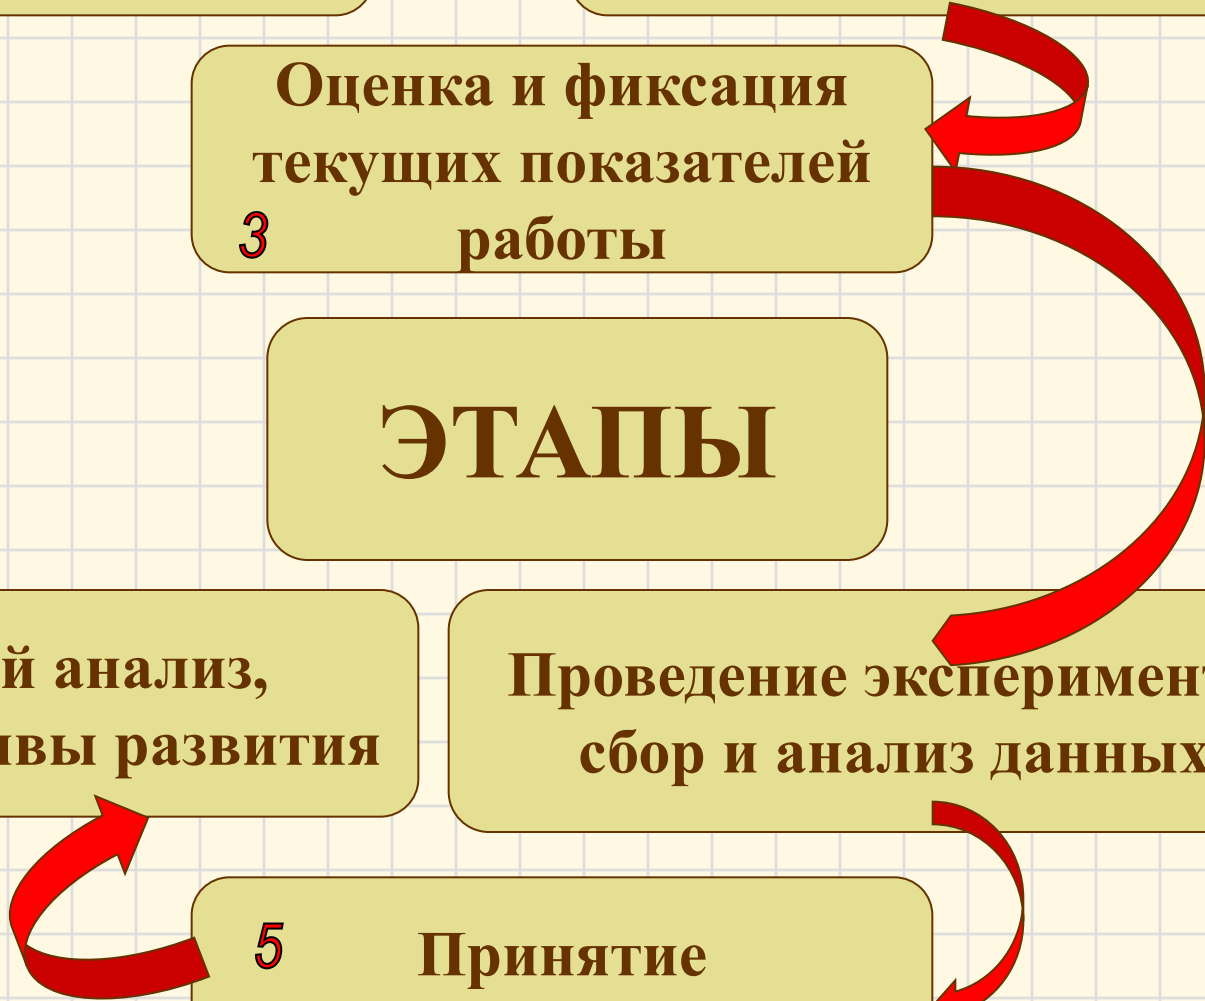 Оценка и фиксация
текущих показателей
3 работы
ЭТАПЫ
й анализ,
ивы развития
Проведение эксперимент
сбор и анализ данных
5 Принятие